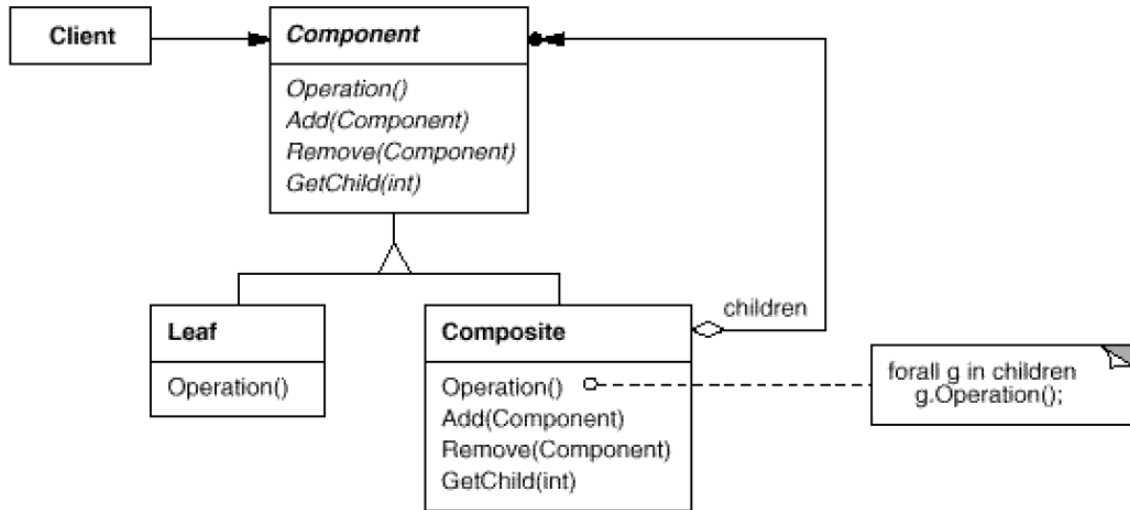 Client
Component
Operation()
Add(Component)
Remove(Component)
GetChild(int)
Leaf
Operation()
Composite
Operation()
Add(Component)
Remove(Component)
GetChild(int)
children
forall g in children
g.Operation();